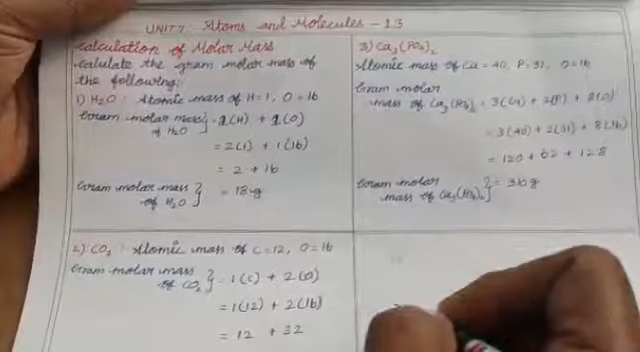 UNIT 7 Atoms and Molecules - 13
Calculation of Molar Mass
Calulate the gram molar mass of
the following:
1) H₂O : Atomic mass of H=1, O=16
Gram molar mass
of H₂O } = 2(H) + 1(O)
= 2(1) + 1(16)
= 2 + 16
Gram molar mass
of H₂O } = 18g
2) CO₂ : Atomic mass of C=12, O=16
Gram molar mass
of CO₂ } = 1(C) + 2(O)
= 1(12) + 2(16)
= 12 + 32
3) Ca₃(PO₄)₂
Atomic mass of Ca=40, P=31, O=16
Gram molar
mass of Ca₃(PO₄)₂ = 3(Ca) + 2(P) + 8(O)
= 3(40) + 2(31) + 8(16)
= 120 + 62 + 128
Gram molar
mass of Ca₃(PO₄)₂ } = 310g